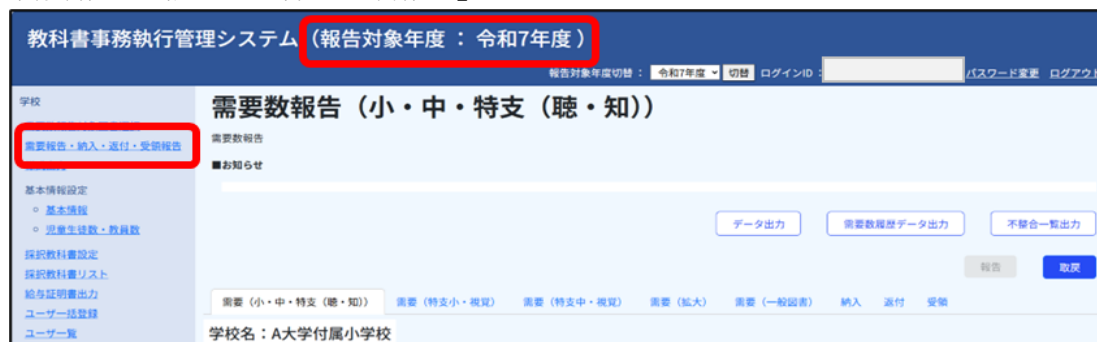 教科書事務執行管理システム（報告対象年度 ： 令和7年度 ）
報告対象年度切替 ： 令和7年度 切替 ログインID :
パスワード変更 ログアウト
学校
需要報告・納入・返付・受領報告
基本情報設定
基本情報
児童生徒数・教員数
採択教科書設定
採択教科書リスト
給与証明書出力
ユーザー一括登録
ユーザー一覧
需要数報告（小・中・特支（聴・知））
需要数報告
■お知らせ
データ出力 需要数履歴データ出力 不整合一覧出力
報告 取戻
需要（小・中・特支（聴・知）） 需要（特支小・視覚） 需要（特支中・視覚） 需要（拡大） 需要（一般図書） 納入 返付 受領
学校名：A大学付属小学校